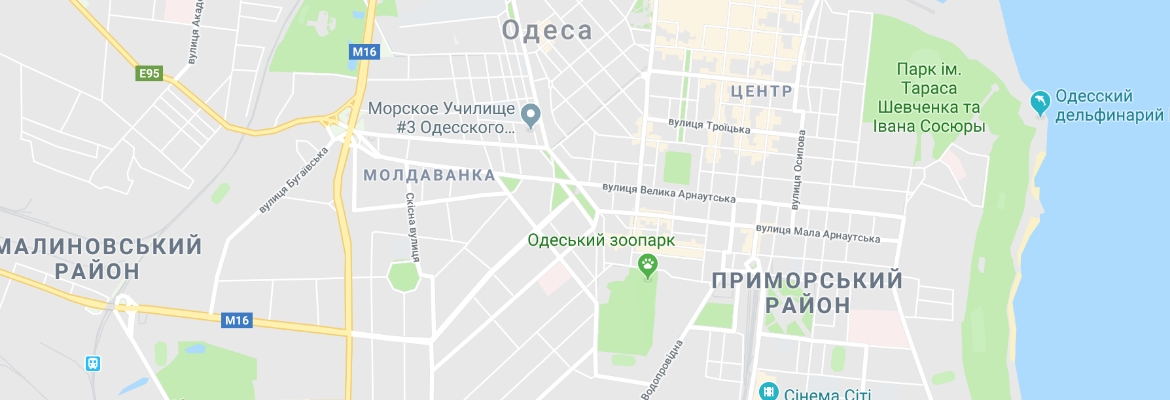 Одеса
вулиця Акад
M16
E95
ЦЕНТР
Парк ім.
Тараса
Шевченка та
Івана Сосюры
Одесский
дельфинарий
Морское Училище
#3 Одесского...
вулиця Троїцька
вулиця Осипова
вулиця Бугаївська
МОЛДАВАНКА
Скісна вулиця
вулиця Велика Арнаутська
вулиця Мала Арнаутська
МАЛИНОВСЬКИЙ
РАЙОН
Одеський зоопарк
ПРИМОРСЬКИЙ
РАЙОН
M16
Водопровідна
Сінема Сіті